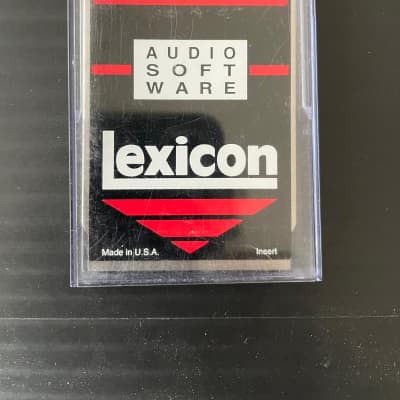 AUDIO
SOFT
WARE
Lexicon
Made in U.S.A. Insert